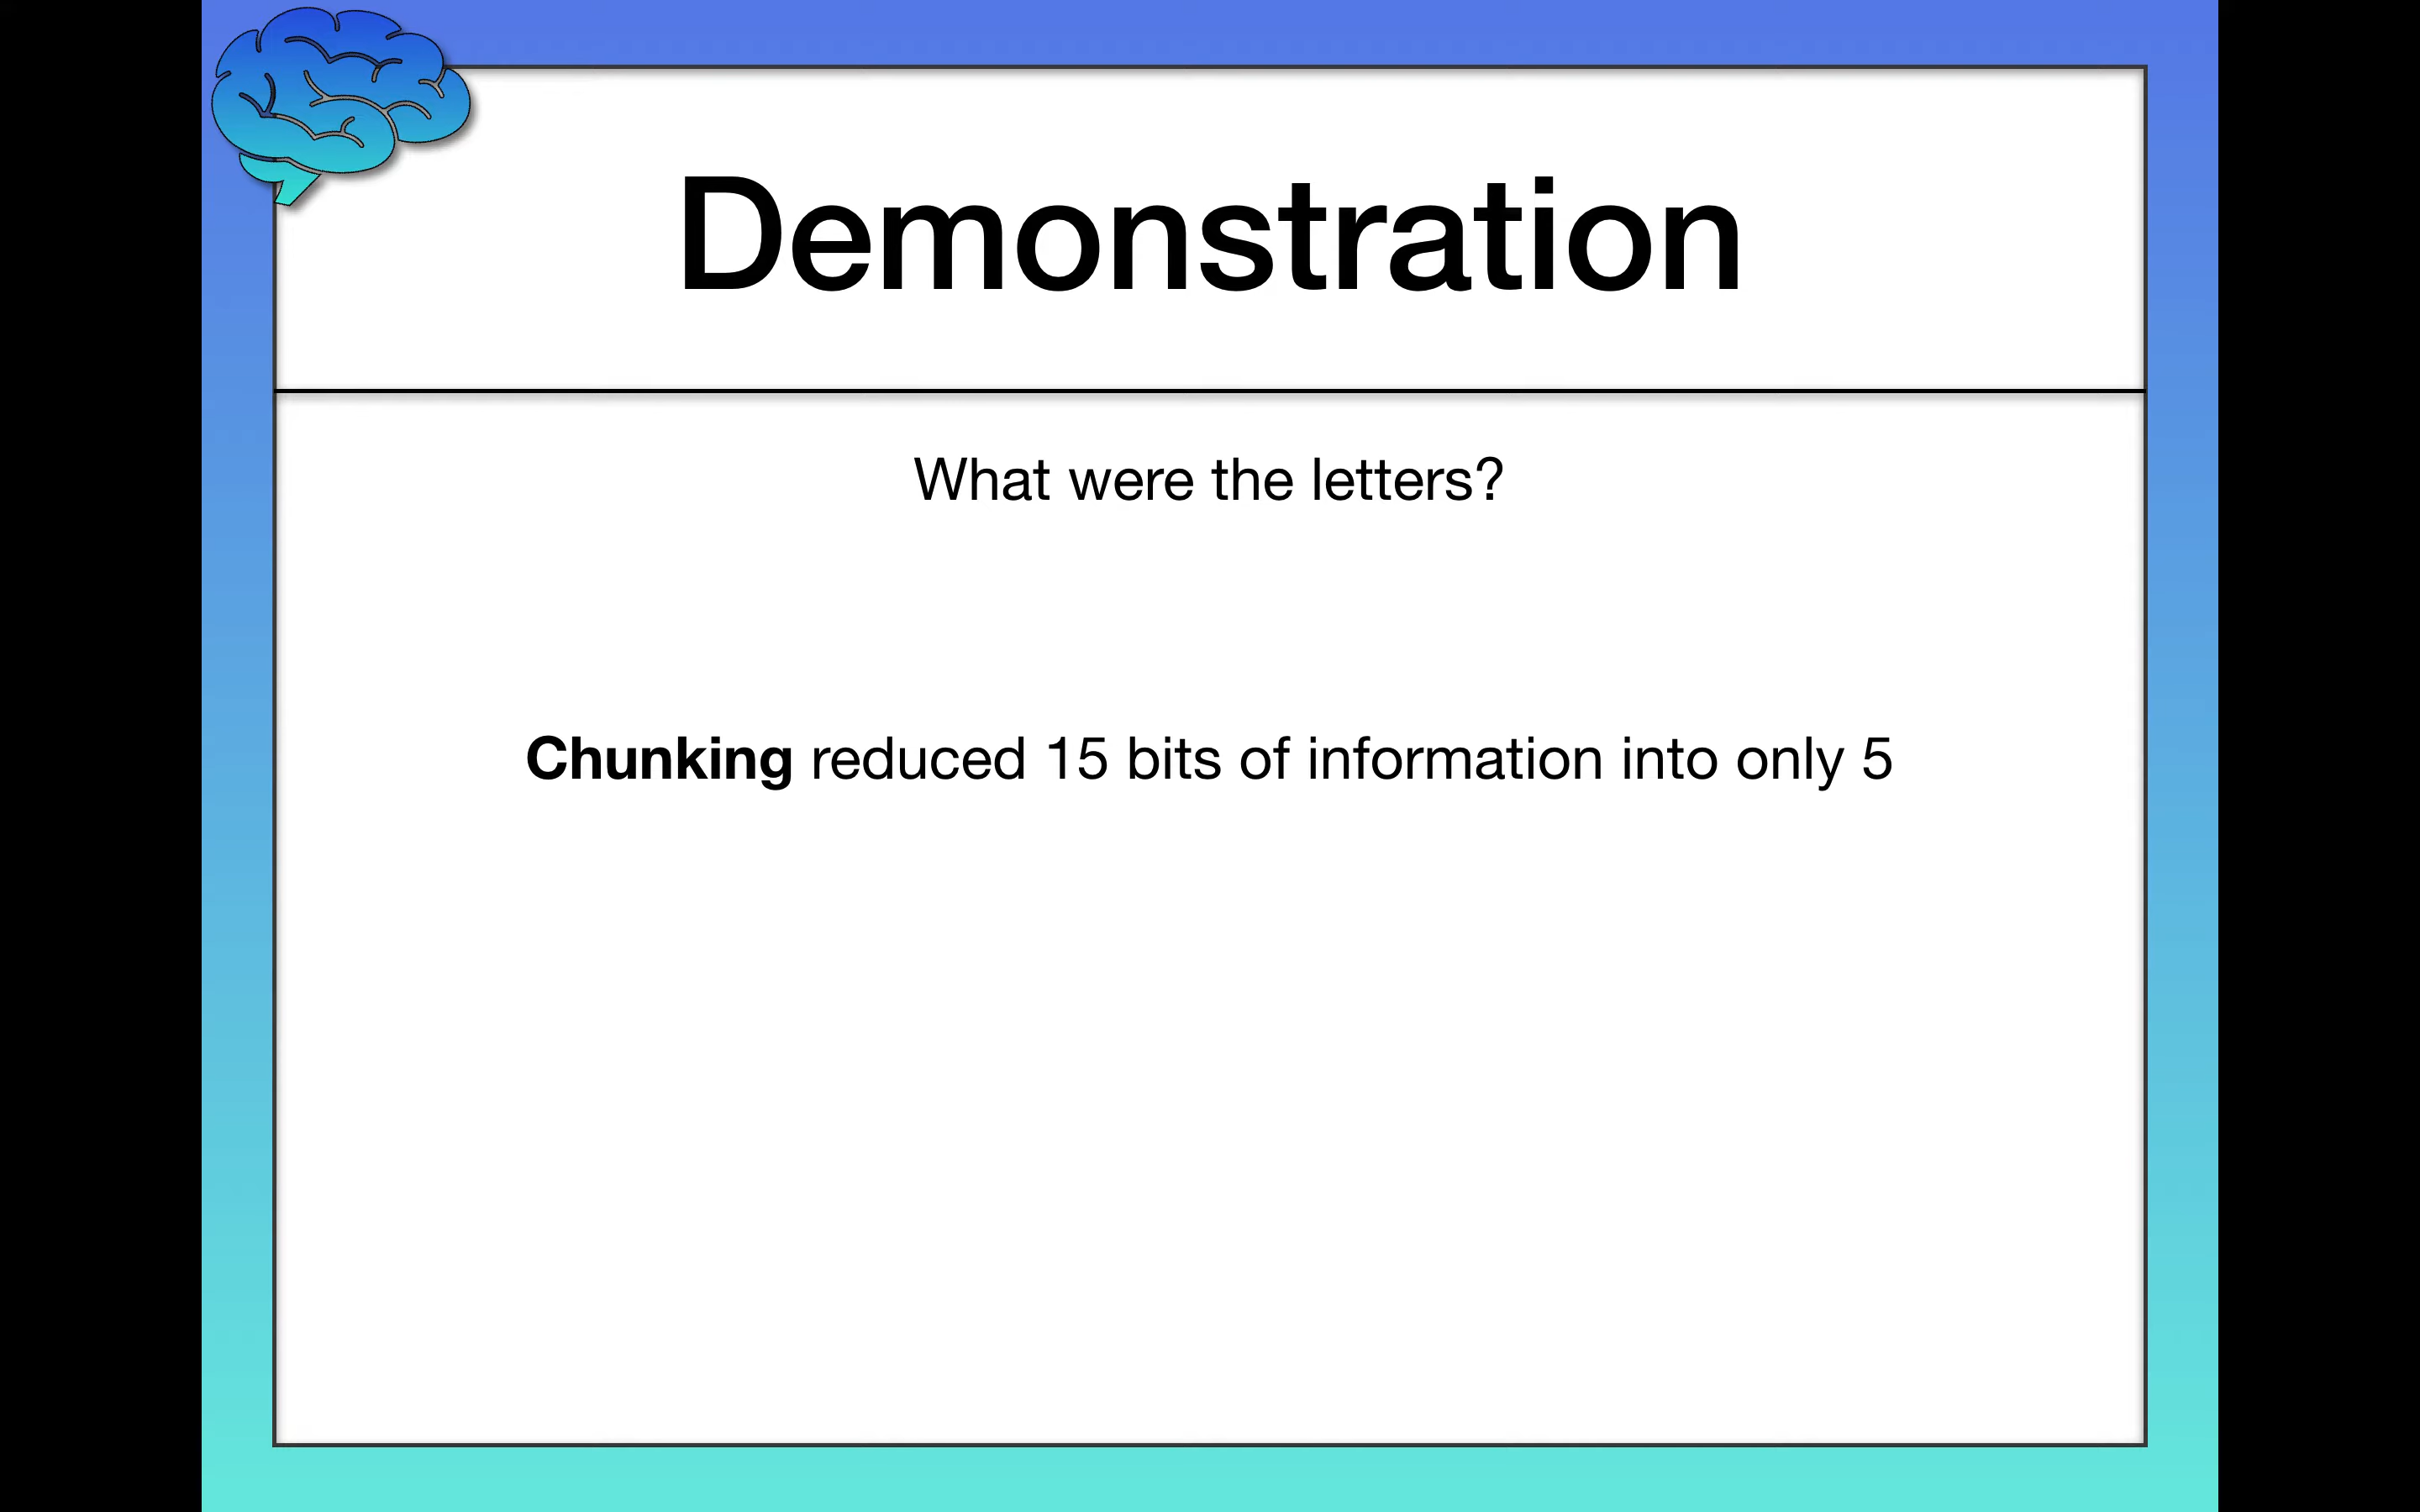 Demonstration
What were the letters?
Chunking reduced 15 bits of information into only 5